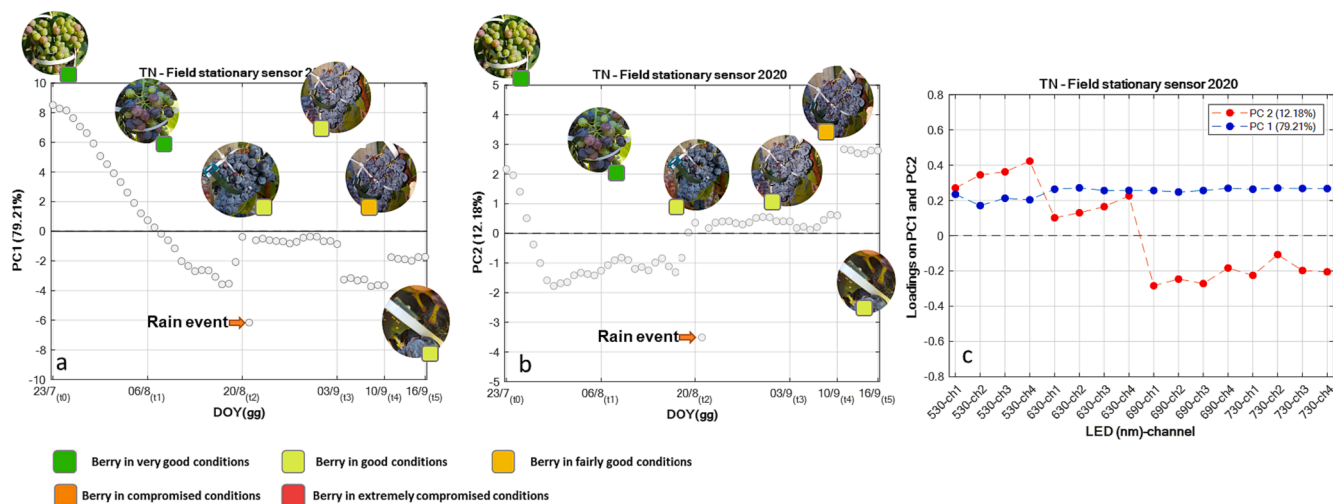 TN - Field stationary sensor 2
10
8
6
4
2
0
-2
-4
-6
-8
-10
PC1 (79.21%)
Rain event
a
23/7(t0)
06/8(t1)
20/8(t2)
03/9(t3)
10/9(t4)
16/9(t5)
DOY(gg)
TN - Field stationary sensor 2020
5
4
3
2
1
0
-1
-2
-3
-4
-5
PC2 (12.18%)
Rain event
b
23/7(t0)
06/8(t1)
20/8(t2)
03/9(t3)
10/9(t4)
16/9(t5)
DOY(gg)
TN - Field stationary sensor 2020
0.8
0.6
0.4
0.2
0
-0.2
-0.4
-0.6
-0.8
Loadings on PC1 and PC2
PC 2 (12.18%)
PC 1 (79.21%)
c
530-ch1
530-ch2
530-ch3
530-ch4
630-ch1
630-ch2
630-ch3
630-ch4
690-ch1
690-ch2
690-ch3
690-ch4
730-ch1
730-ch2
730-ch3
730-ch4
LED (nm)-channel
Berry in very good conditions
Berry in good conditions
Berry in fairly good conditions
Berry in compromised conditions
Berry in extremely compromised conditions